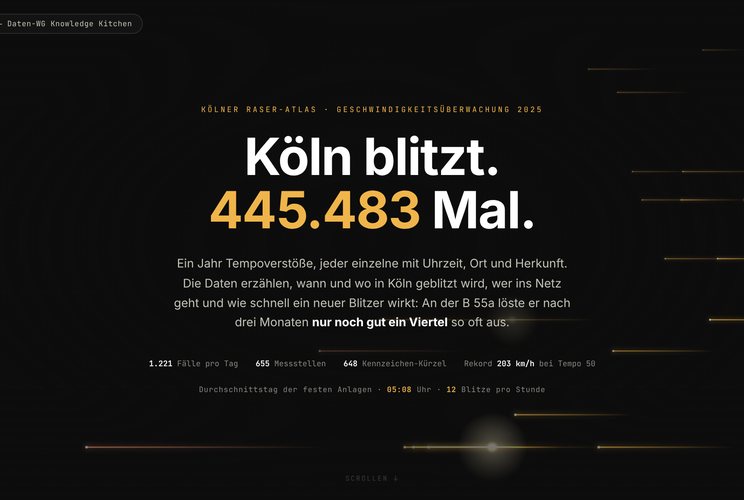 - Daten-WG Knowledge Kitchen
KÖLNER RASER-ATLAS · GESCHWINDIGKEITSÜBERWACHUNG 2025
Köln blitzt.
445.483 Mal.
Ein Jahr Tempoverstöße, jeder einzelne mit Uhrzeit, Ort und Herkunft.
Die Daten erzählen, wann und wo in Köln geblitzt wird, wer ins Netz
geht und wie schnell ein neuer Blitzer wirkt: An der B 55a löste er nach
drei Monaten nur noch gut ein Viertel so oft aus.
1.221 Fälle pro Tag 655 Messstellen 648 Kennzeichen-Kürzel Rekord 203 km/h bei Tempo 50
Durchschnittstag der festen Anlagen · 05:08 Uhr · 12 Blitze pro Stunde
SCROLLEN ↓